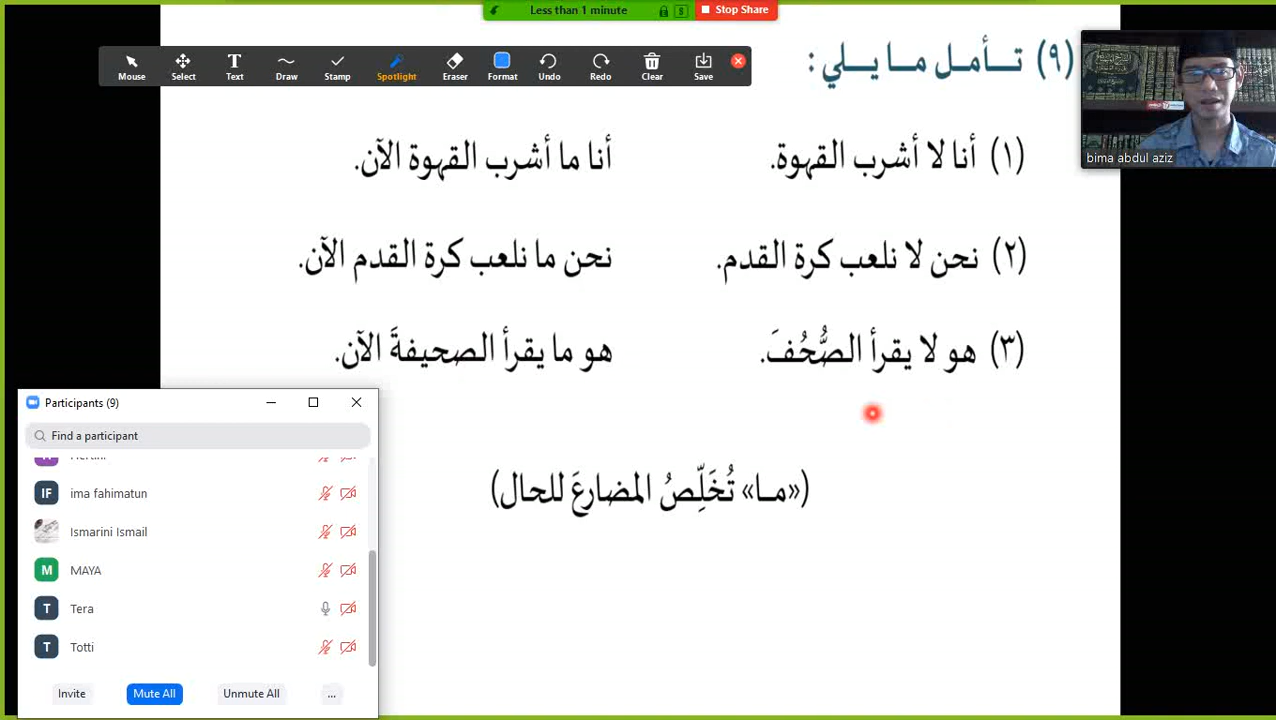 Less than 1 minute
Stop Share
Mouse Select Text Draw Stamp Spotlight Eraser Format Undo Redo Clear Save
(٩) تـأمـل مـا يـلـي :
bima abdul aziz
(١) أنا لا أشرب القهوة. أنا ما أشرب القهوة الآن.
(٢) نحن لا نلعب كرة القدم. نحن ما نلعب كرة القدم الآن.
(٣) هو لا يقرأ الصُّحُفَ. هو ما يقرأ الصحيفةَ الآن.
(«مـا» تُخَلِّصُ المضارعَ للحال)
Participants (9)
Find a participant
IF ima fahimatun
Ismarini Ismail
M MAYA
T Tera
T Totti
Invite Mute All Unmute All ...